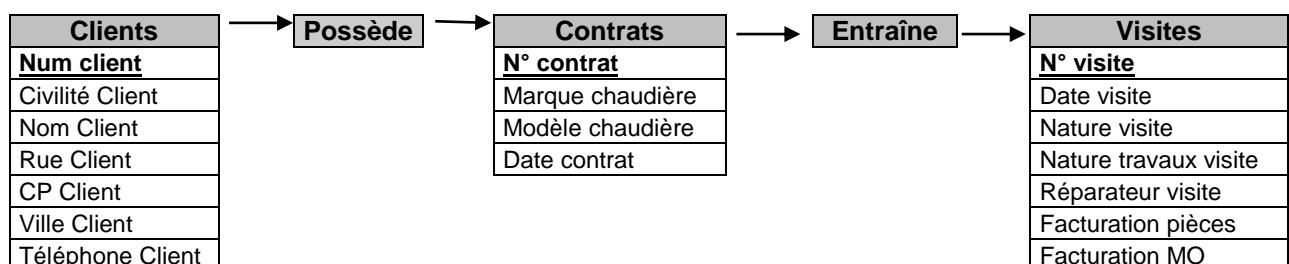 Clients
Possède
Contrats
Entraîne
Visites
Num client
Civilité Client
Nom Client
Rue Client
CP Client
Ville Client
Téléphone Client
N° contrat
Marque chaudière
Modèle chaudière
Date contrat
N° visite
Date visite
Nature visite
Nature travaux visite
Réparateur visite
Facturation pièces
Facturation MO